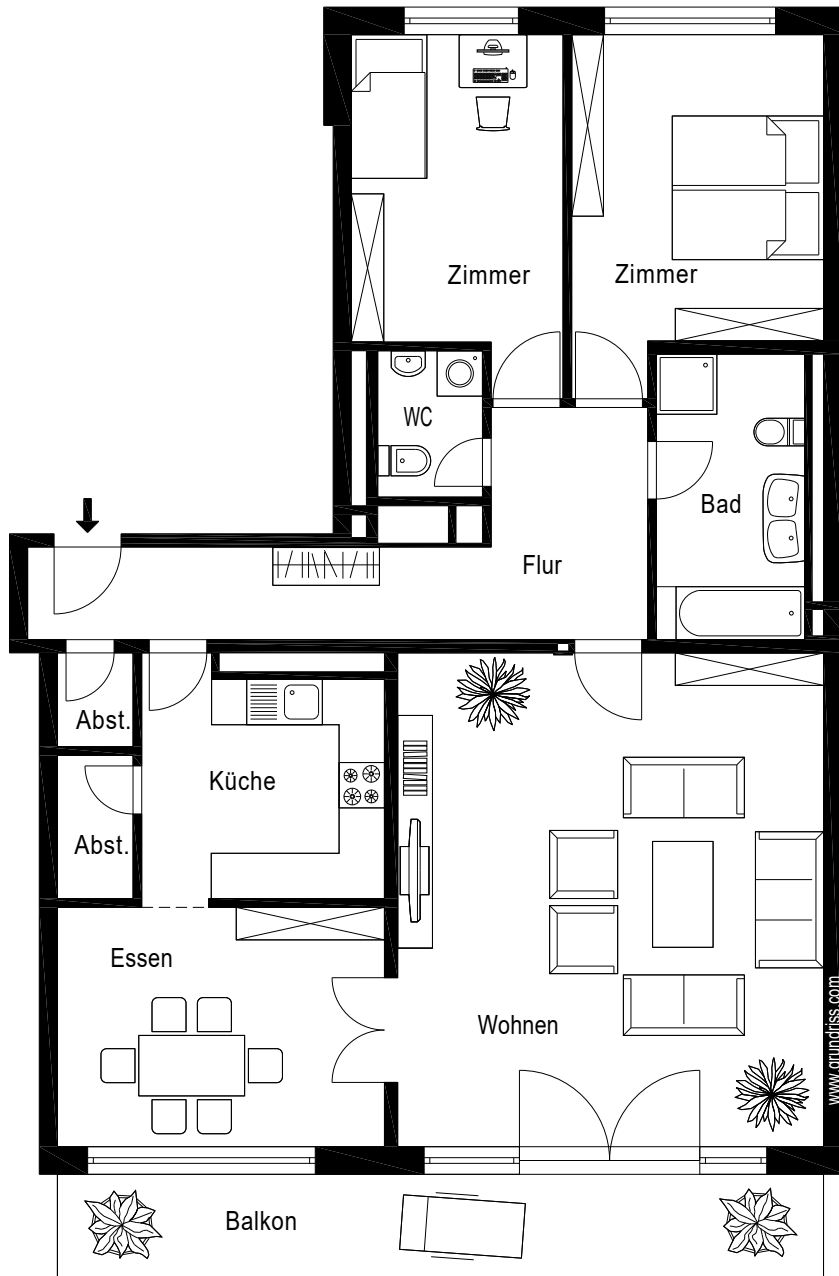 Zimmer
Zimmer
WC
Bad
Flur
Abst.
Küche
Abst.
Essen
Wohnen
www.grundriss.com
Balkon